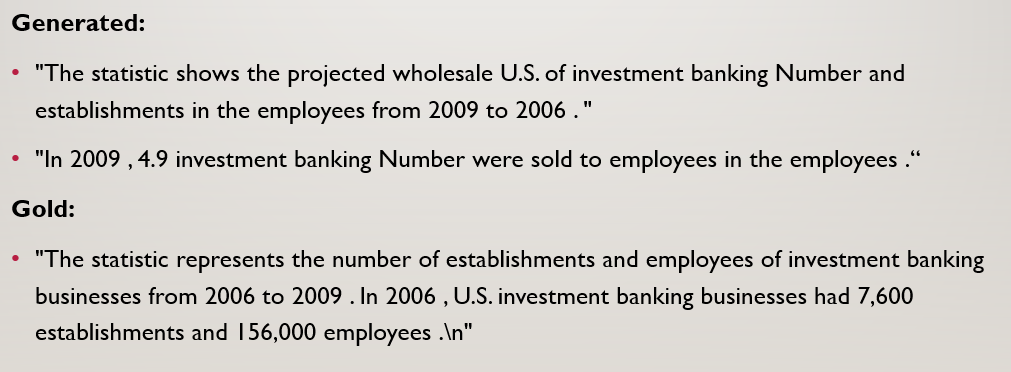 Generated:
• "The statistic shows the projected wholesale U.S. of investment banking Number and
establishments in the employees from 2009 to 2006 . "
• "In 2009 , 4.9 investment banking Number were sold to employees in the employees .“
Gold:
• "The statistic represents the number of establishments and employees of investment banking
businesses from 2006 to 2009 . In 2006 , U.S. investment banking businesses had 7,600
establishments and 156,000 employees .\n"